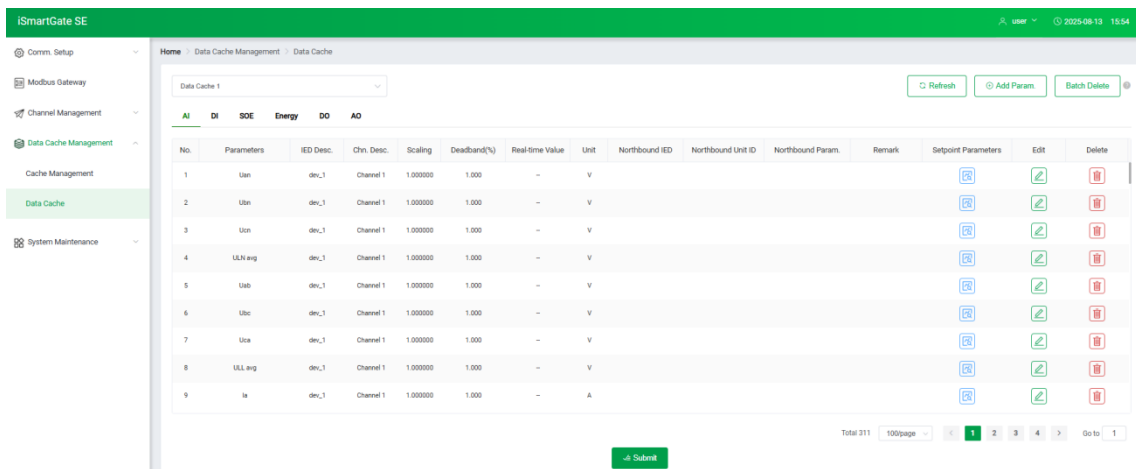 iSmartGate SE
user
2025-08-13 15:54
Comm. Setup
Modbus Gateway
Channel Management
Data Cache Management
Cache Management
Data Cache
System Maintenance
Home > Data Cache Management > Data Cache
Data Cache 1
Refresh
Add Param.
Batch Delete
AI DI SOE Energy DO AO
No. Parameters IED Desc. Chn. Desc. Scaling Deadband(%) Real-time Value Unit Northbound IED Northbound Unit ID Northbound Param. Remark Setpoint Parameters Edit Delete
1 Uan dev_1 Channel 1 1.000000 1.000 -- V
2 Ubn dev_1 Channel 1 1.000000 1.000 -- V
3 Ucn dev_1 Channel 1 1.000000 1.000 -- V
4 ULN avg dev_1 Channel 1 1.000000 1.000 -- V
5 Uab dev_1 Channel 1 1.000000 1.000 -- V
6 Ubc dev_1 Channel 1 1.000000 1.000 -- V
7 Uca dev_1 Channel 1 1.000000 1.000 -- V
8 ULL avg dev_1 Channel 1 1.000000 1.000 -- V
9 Ia dev_1 Channel 1 1.000000 1.000 -- A
Total 311 100/page < 1 2 3 4 > Go to 1
Submit